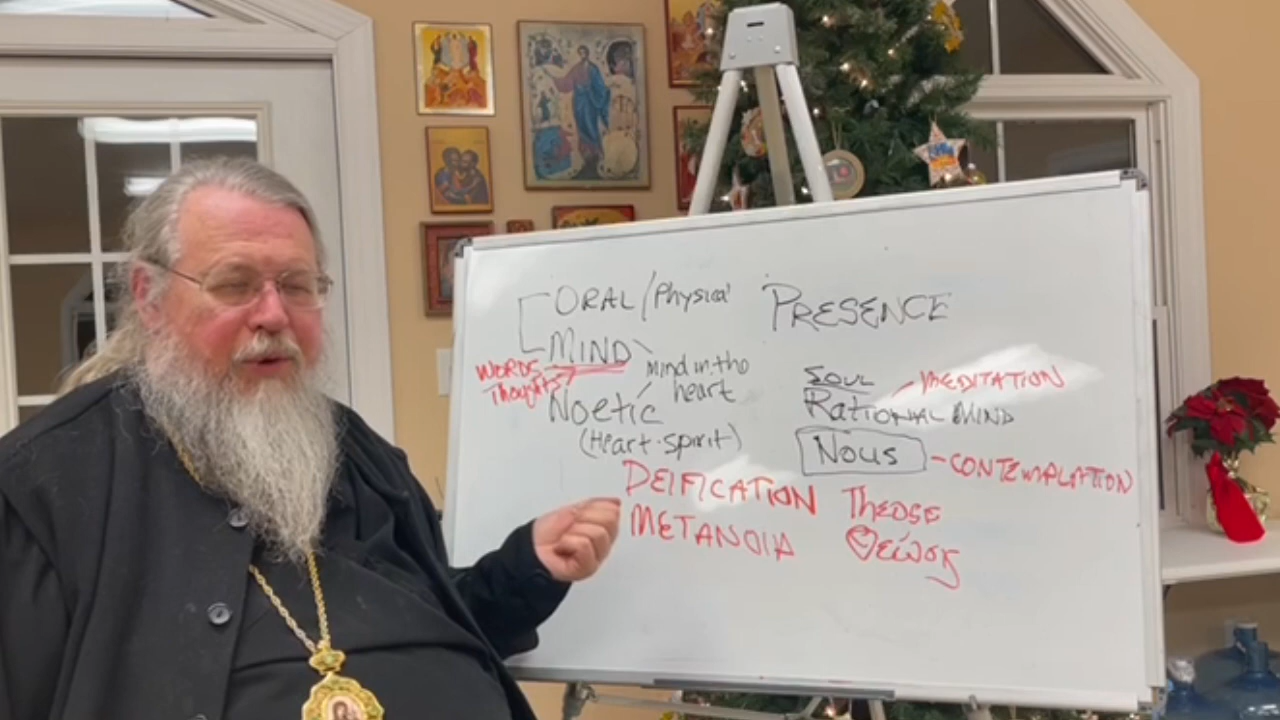 ORAL / Physical PRESENCE
MIND
WORDS
Thoughts
mind in the
heart
Noetic
(Heart-spirit)
SOUL
MEDITATION
RATIONAL MIND
Nous - CONTEMPLATION
DEIFICATION Theose
METANOIA Θείωσης